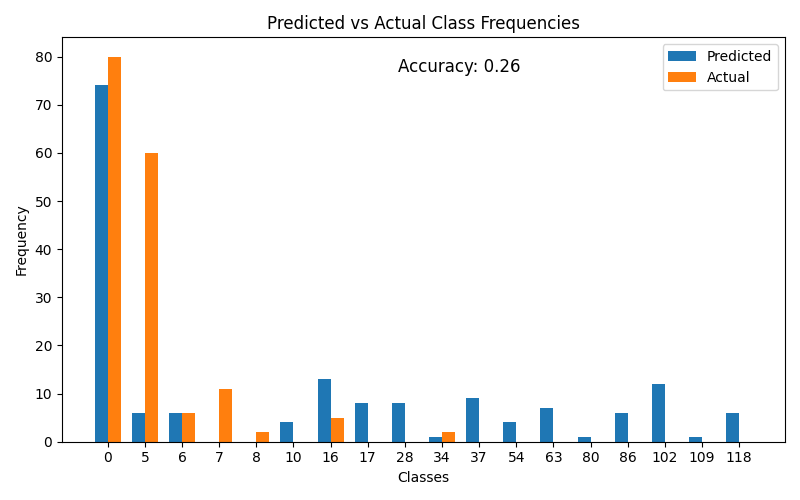 Predicted vs Actual Class Frequencies
Accuracy: 0.26
Predicted
Actual
Frequency
80
70
60
50
40
30
20
10
0
0 5 6 7 8 10 16 17 28 34 37 54 63 80 86 102 109 118
Classes